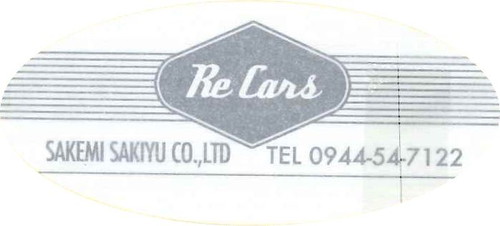 Re Cars
SAKEMI SAKIYU CO.,LTD TEL 0944-54-7122